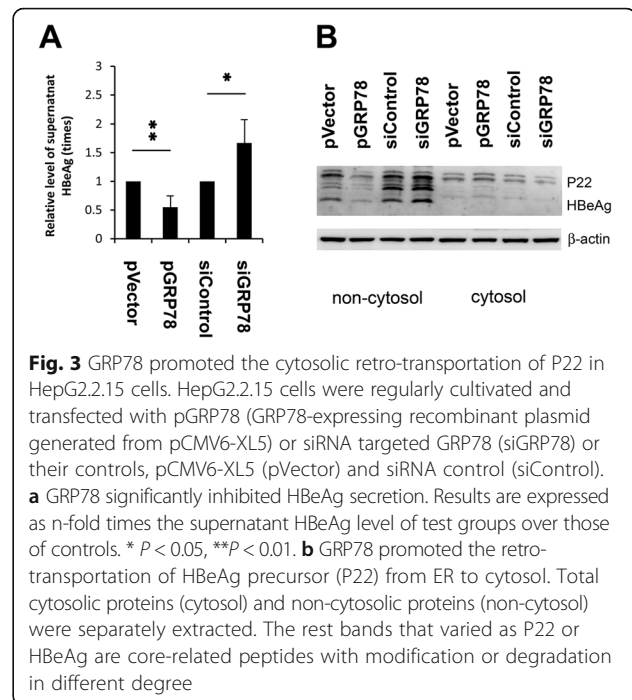 A
Relative level of supernatnat
HBeAg (times)
3
2.5
2
1.5
1
0.5
0
**
*
pVector
pGRP78
siControl
siGRP78
B
pVector
pGRP78
siControl
siGRP78
pVector
pGRP78
siControl
siGRP78
P22
HBeAg
β-actin
non-cytosol
cytosol
Fig. 3 GRP78 promoted the cytosolic retro-transportation of P22 in
HepG2.2.15 cells. HepG2.2.15 cells were regularly cultivated and
transfected with pGRP78 (GRP78-expressing recombinant plasmid
generated from pCMV6-XL5) or siRNA targeted GRP78 (siGRP78) or
their controls, pCMV6-XL5 (pVector) and siRNA control (siControl).
a GRP78 significantly inhibited HBeAg secretion. Results are expressed
as n-fold times the supernatant HBeAg level of test groups over those
of controls. * P < 0.05, **P < 0.01. b GRP78 promoted the retro-
transportation of HBeAg precursor (P22) from ER to cytosol. Total
cytosolic proteins (cytosol) and non-cytosolic proteins (non-cytosol)
were separately extracted. The rest bands that varied as P22 or
HBeAg are core-related peptides with modification or degradation
in different degree